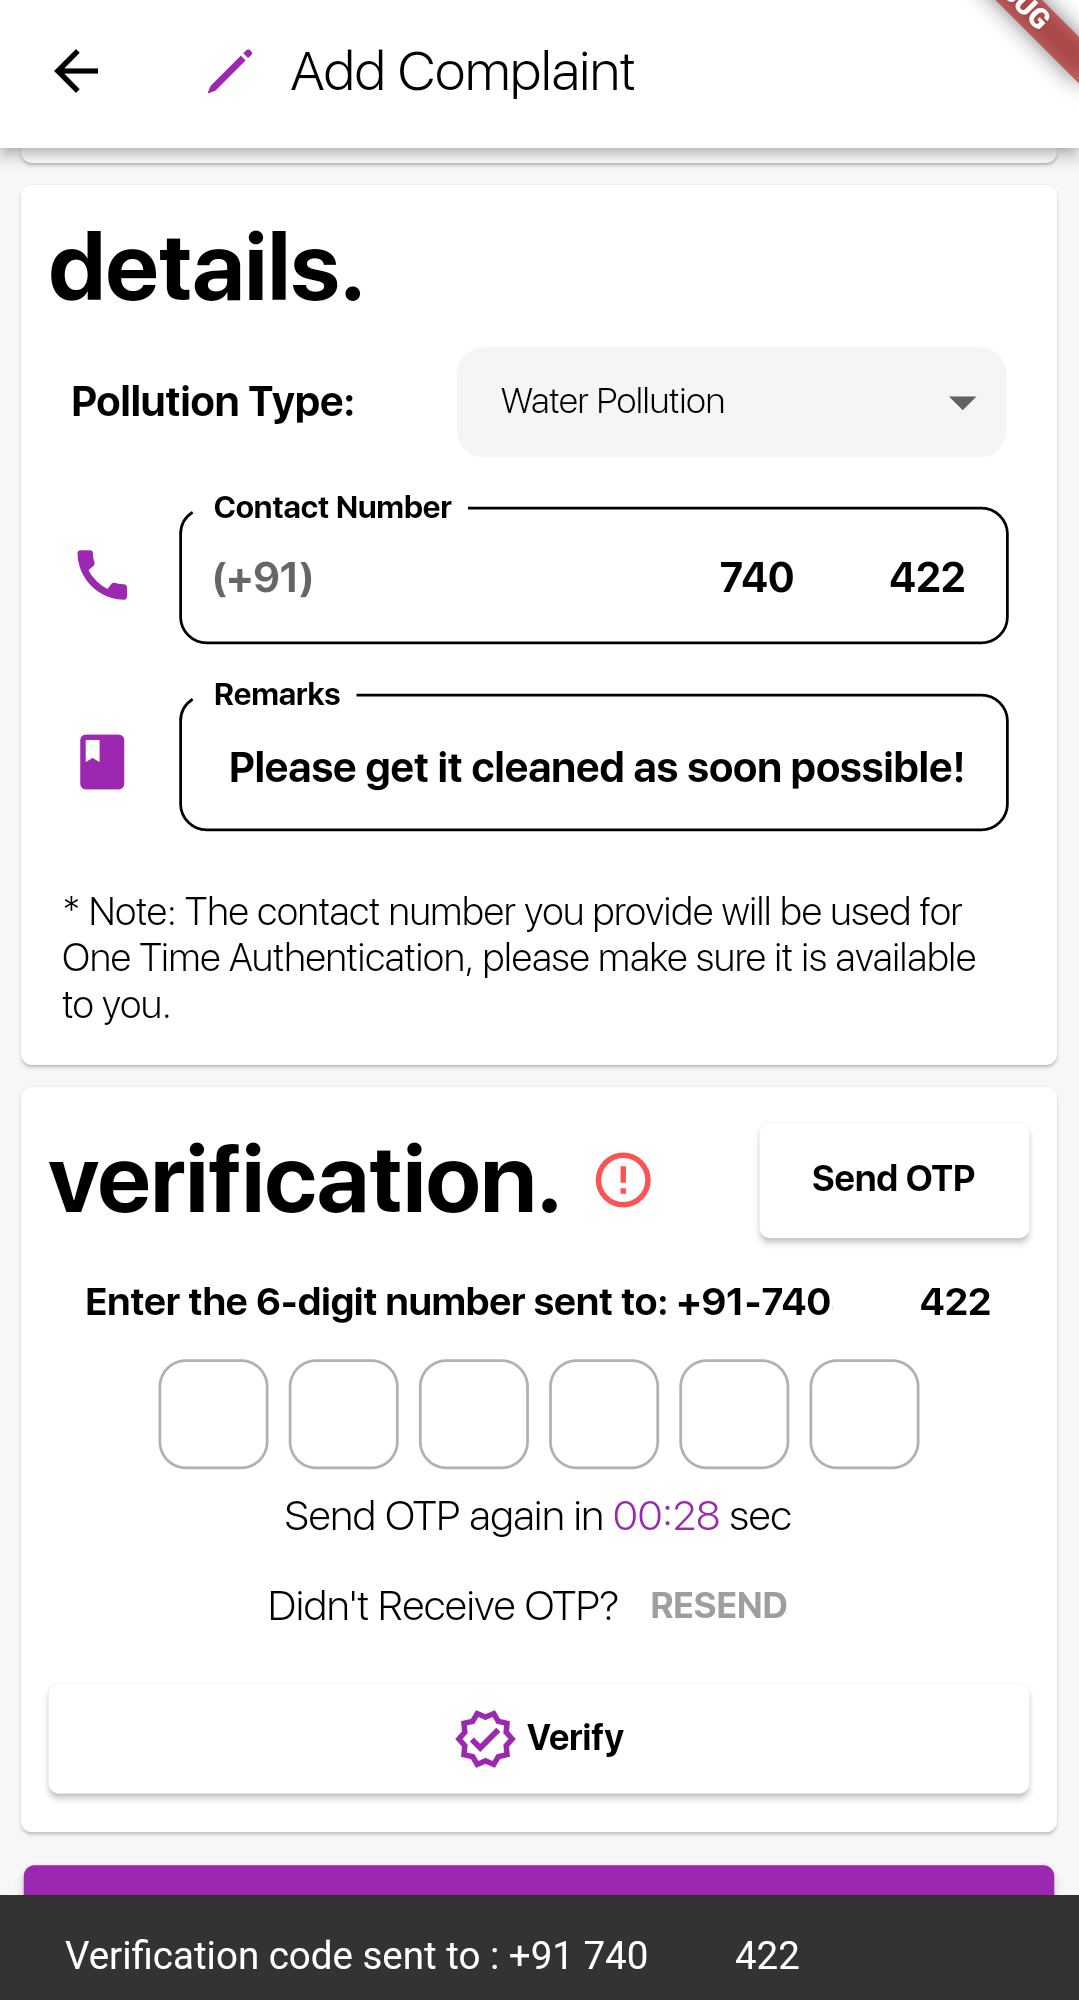 UG
Add Complaint
details.
Pollution Type: Water Pollution
Contact Number
(+91) 740 422
Remarks
Please get it cleaned as soon possible!
* Note: The contact number you provide will be used for
One Time Authentication, please make sure it is available
to you.
verification. Send OTP
Enter the 6-digit number sent to: +91-740 422
Send OTP again in 00:28 sec
Didn't Receive OTP? RESEND
Verify
Verification code sent to : +91 740 422